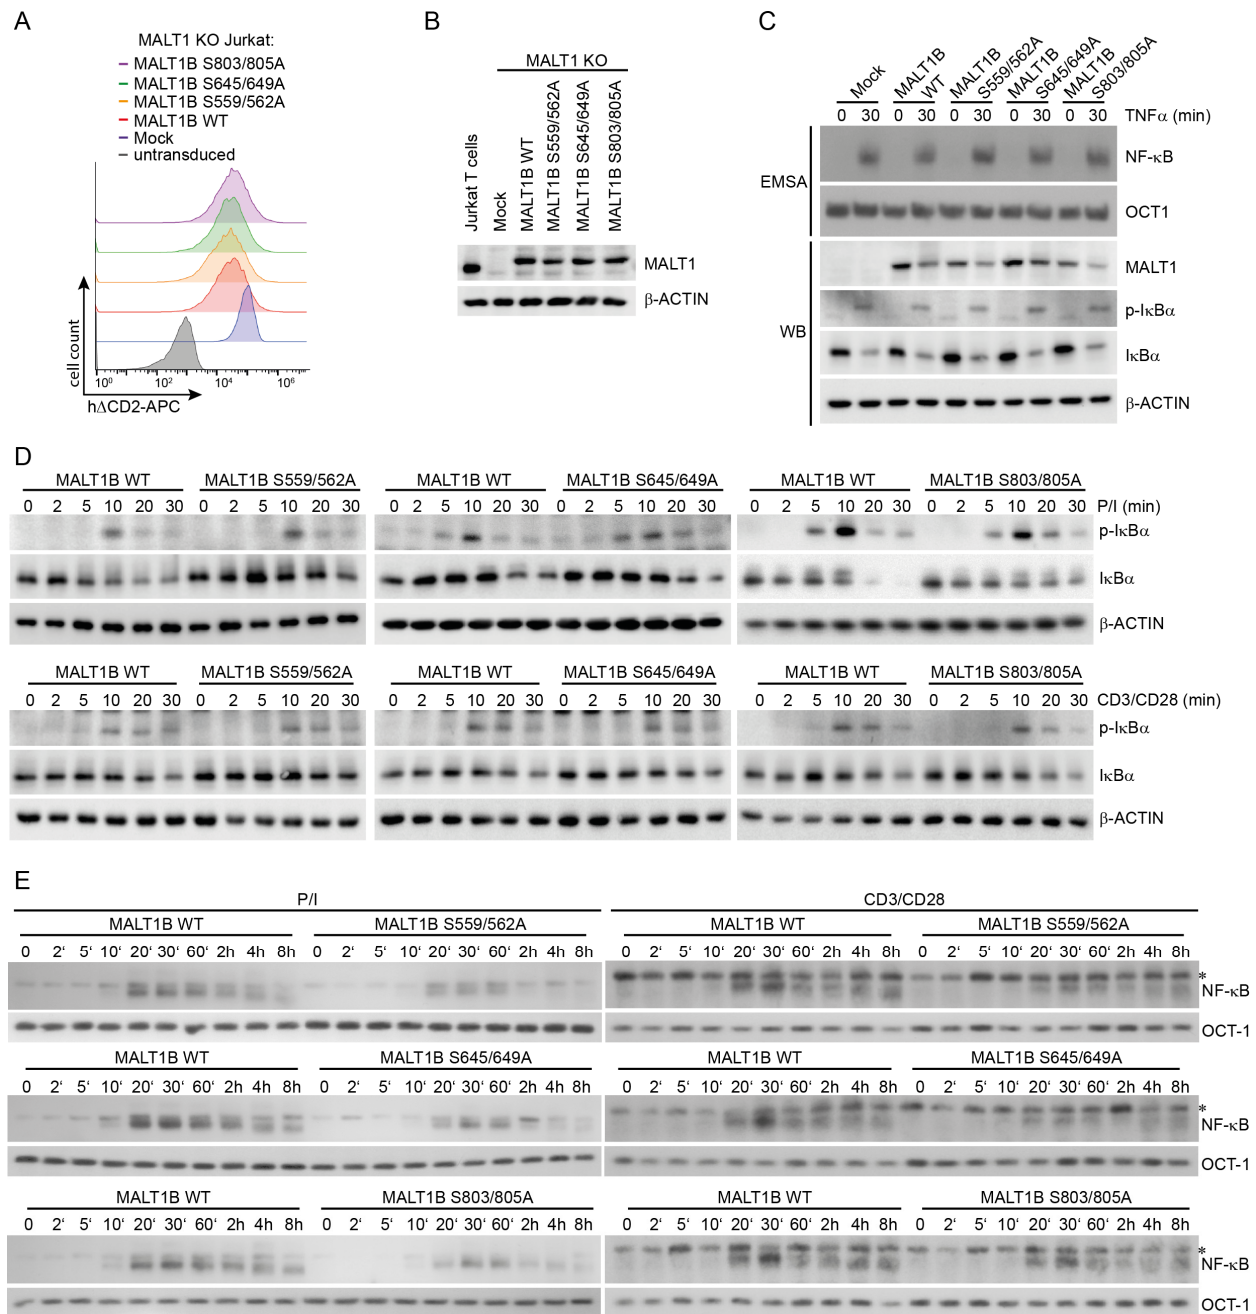 A
MALT1 KO Jurkat:
MALT1B S803/805A
MALT1B S645/649A
MALT1B S559/562A
MALT1B WT
Mock
untransduced
cell count
10⁰ 10² 10⁴ 10⁶
hΔCD2-APC
B
MALT1 KO
Jurkat T cells
Mock
MALT1B WT
MALT1B S559/562A
MALT1B S645/649A
MALT1B S803/805A
MALT1
β-ACTIN
C
Mock
MALT1B WT
MALT1B S559/562A
MALT1B S645/649A
MALT1B S803/805A
0 30 0 30 0 30 0 30 0 30 TNFα (min)
EMSA
NF-κB
OCT1
WB
MALT1
p-IκBα
IκBα
β-ACTIN
D
MALT1B WT MALT1B S559/562A MALT1B WT MALT1B S645/649A MALT1B WT MALT1B S803/805A
0 2 5 10 20 30 0 2 5 10 20 30 0 2 5 10 20 30 0 2 5 10 20 30 0 2 5 10 20 30 0 2 5 10 20 30 P/I (min)
p-IκBα
IκBα
β-ACTIN
MALT1B WT MALT1B S559/562A MALT1B WT MALT1B S645/649A MALT1B WT MALT1B S803/805A
0 2 5 10 20 30 0 2 5 10 20 30 0 2 5 10 20 30 0 2 5 10 20 30 0 2 5 10 20 30 0 2 5 10 20 30 CD3/CD28 (min)
p-IκBα
IκBα
β-ACTIN
E
P/I CD3/CD28
MALT1B WT MALT1B S559/562A MALT1B WT MALT1B S559/562A
0 2‘ 5‘ 10‘ 20‘ 30‘ 60‘ 2h 4h 8h 0 2‘ 5‘ 10‘ 20‘ 30‘ 60‘ 2h 4h 8h 0 2‘ 5‘ 10‘ 20‘ 30‘ 60‘ 2h 4h 8h 0 2‘ 5‘ 10‘ 20‘ 30‘ 60‘ 2h 4h 8h
*
NF-κB
OCT-1
MALT1B WT MALT1B S645/649A MALT1B WT MALT1B S645/649A
0 2‘ 5‘ 10‘ 20‘ 30‘ 60‘ 2h 4h 8h 0 2‘ 5‘ 10‘ 20‘ 30‘ 60‘ 2h 4h 8h 0 2‘ 5‘ 10‘ 20‘ 30‘ 60‘ 2h 4h 8h 0 2‘ 5‘ 10‘ 20‘ 30‘ 60‘ 2h 4h 8h
*
NF-κB
OCT-1
MALT1B WT MALT1B S803/805A MALT1B WT MALT1B S803/805A
0 2‘ 5‘ 10‘ 20‘ 30‘ 60‘ 2h 4h 8h 0 2‘ 5‘ 10‘ 20‘ 30‘ 60‘ 2h 4h 8h 0 2‘ 5‘ 10‘ 20‘ 30‘ 60‘ 2h 4h 8h 0 2‘ 5‘ 10‘ 20‘ 30‘ 60‘ 2h 4h 8h
*
NF-κB
OCT-1